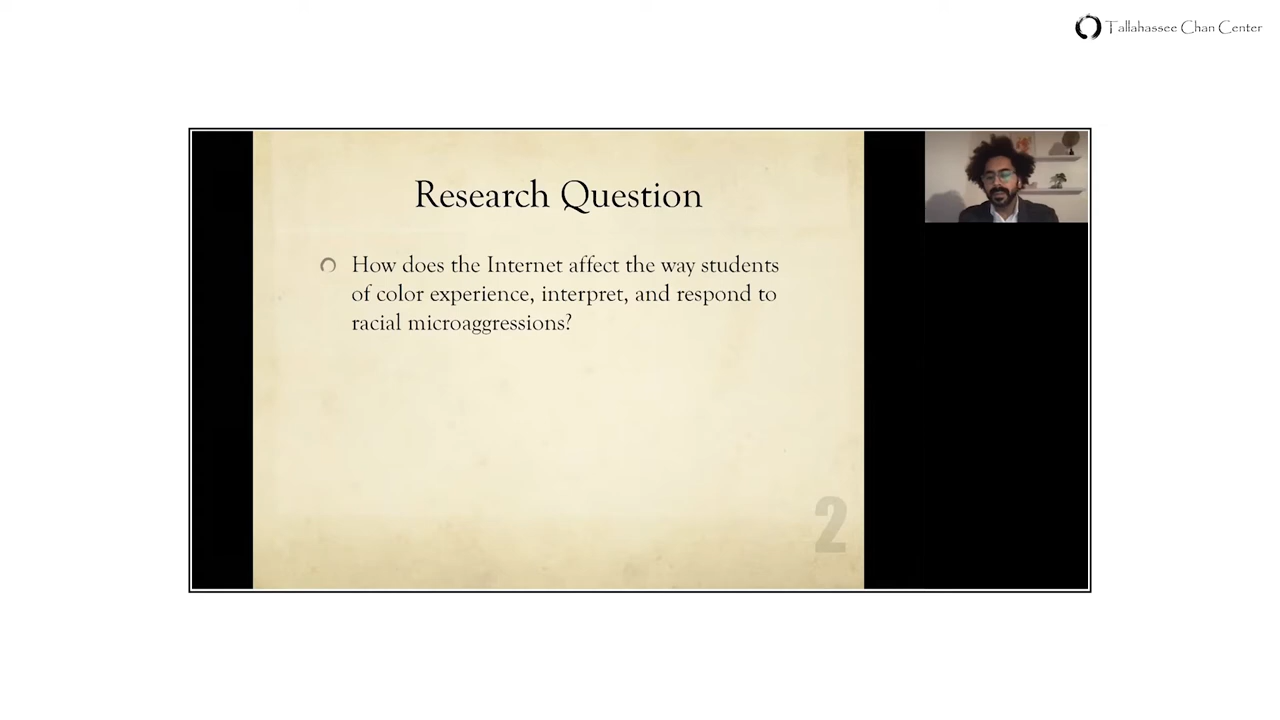 Tallahassee Chan Center
Research Question
How does the Internet affect the way students
of color experience, interpret, and respond to
racial microaggressions?
2